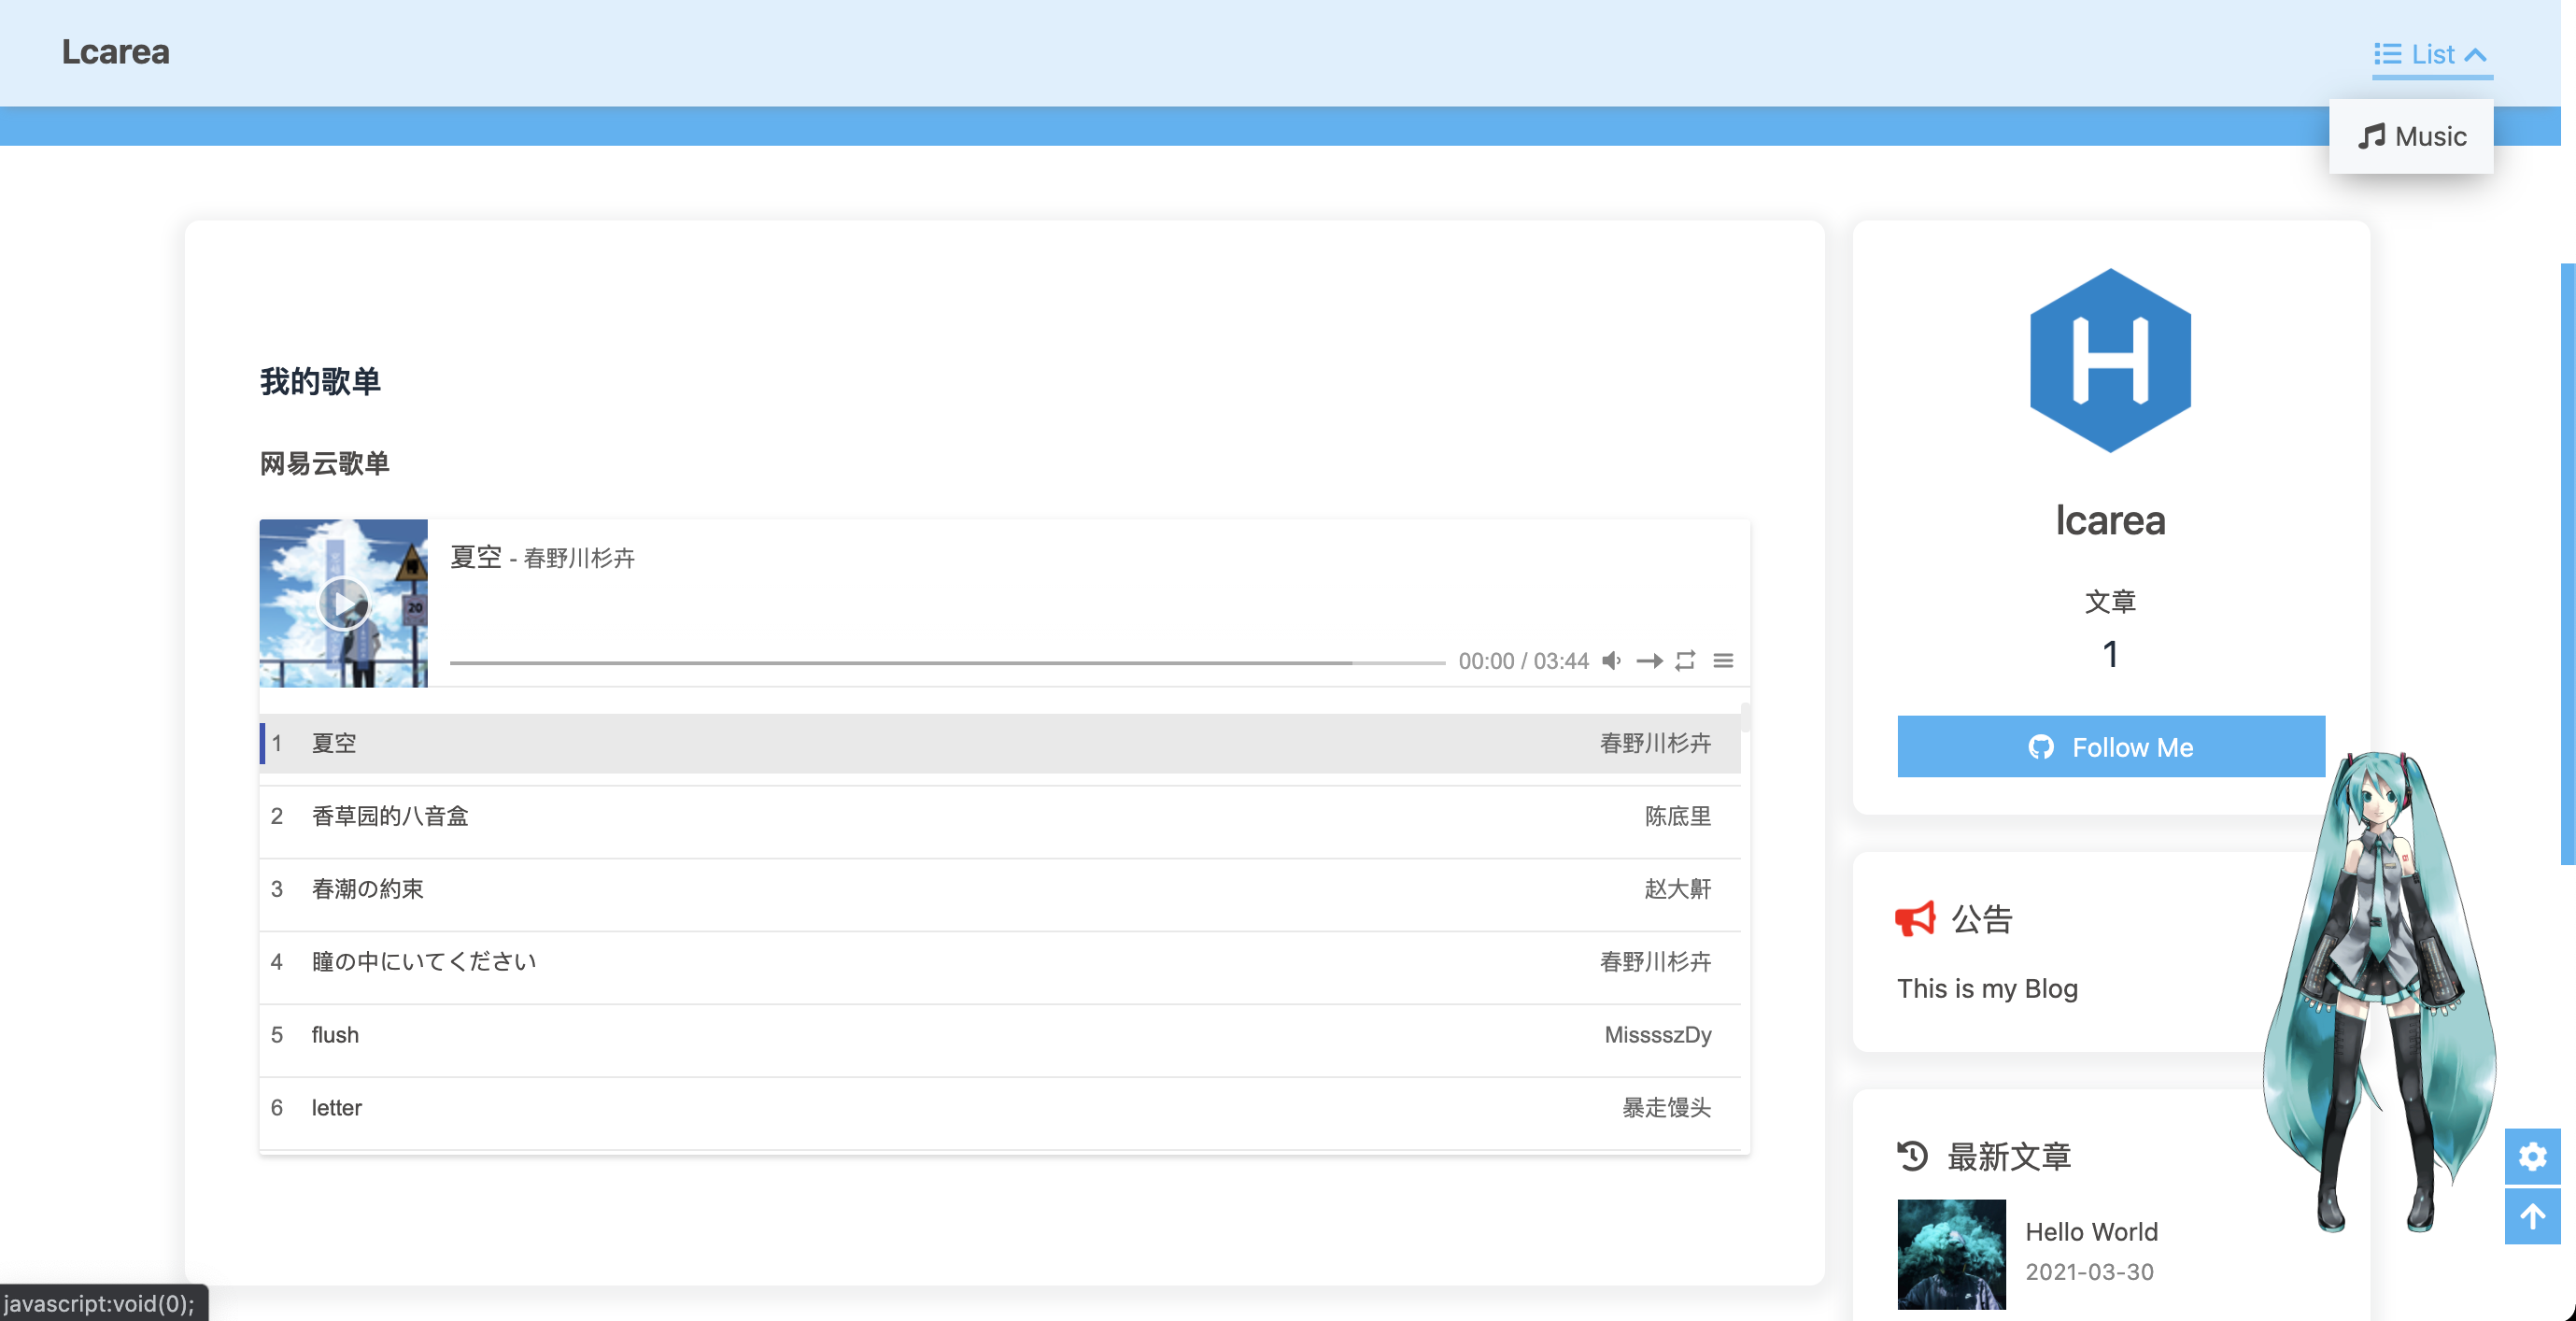 Lcarea
List
Music
我的歌单
网易云歌单
夏空 - 春野川杉卉
00:00 / 03:44
1 夏空 春野川杉卉
2 香草园的八音盒 陈底里
3 春潮の約束 赵大鼾
4 瞳の中にいてください 春野川杉卉
5 flush MisssszDy
6 letter 暴走馒头
lcarea
文章
1
Follow Me
公告
This is my Blog
最新文章
Hello World
2021-03-30
javascript:void(0);